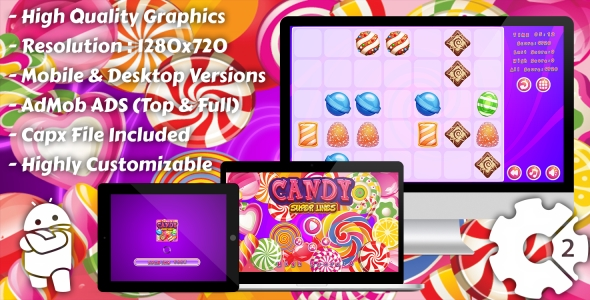 - High Quality Graphics
- Resolution : 1280x720
- Mobile & Desktop Versions
- AdMob ADS (Top & Full)
- Capx File Included
- Highly Customizable
CANDY
SUPER LINES
2